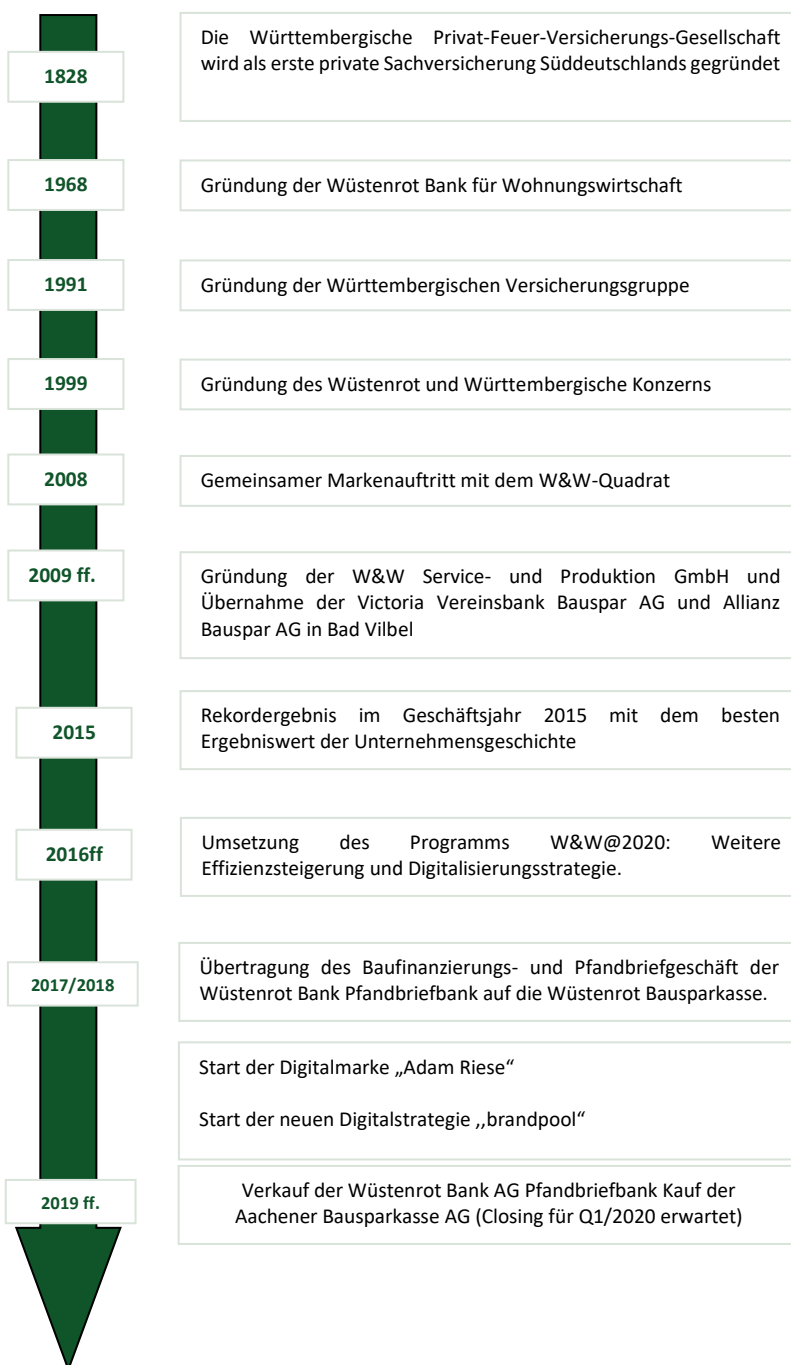 1828
Die Württembergische Privat-Feuer-Versicherungs-Gesellschaft
wird als erste private Sachversicherung Süddeutschlands gegründet
1968
Gründung der Wüstenrot Bank für Wohnungswirtschaft
1991
Gründung der Württembergischen Versicherungsgruppe
1999
Gründung des Wüstenrot und Württembergische Konzerns
2008
Gemeinsamer Markenauftritt mit dem W&W-Quadrat
2009 ff.
Gründung der W&W Service- und Produktion GmbH und
Übernahme der Victoria Vereinsbank Bauspar AG und Allianz
Bauspar AG in Bad Vilbel
2015
Rekordergebnis im Geschäftsjahr 2015 mit dem besten
Ergebniswert der Unternehmensgeschichte
2016ff
Umsetzung des Programms W&W@2020: Weitere
Effizienzsteigerung und Digitalisierungsstrategie.
2017/2018
Übertragung des Baufinanzierungs- und Pfandbriefgeschäft der
Wüstenrot Bank Pfandbriefbank auf die Wüstenrot Bausparkasse.
Start der Digitalmarke „Adam Riese“
Start der neuen Digitalstrategie ,,brandpool“
2019 ff.
Verkauf der Wüstenrot Bank AG Pfandbriefbank Kauf der
Aachener Bausparkasse AG (Closing für Q1/2020 erwartet)